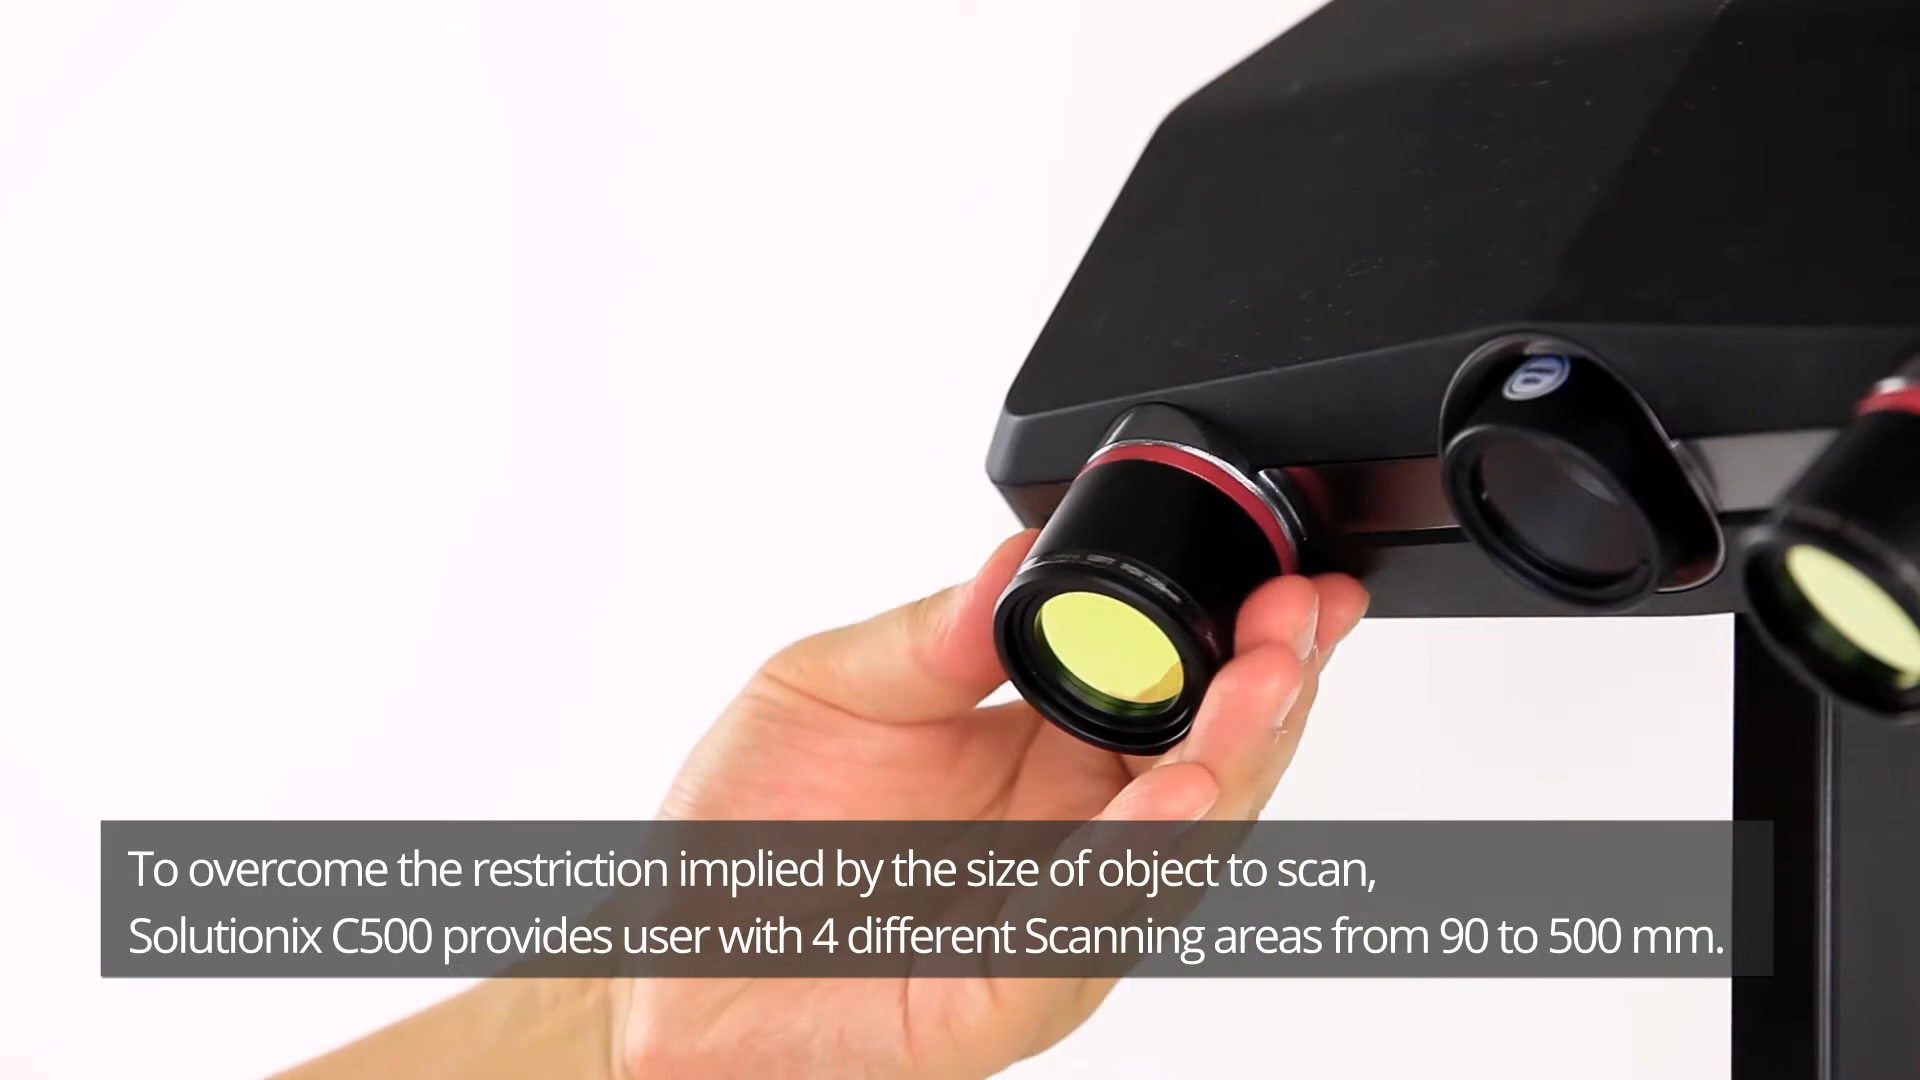 To overcome the restriction implied by the size of object to scan,
Solutionix C500 provides user with 4 different Scanning areas from 90 to 500 mm.